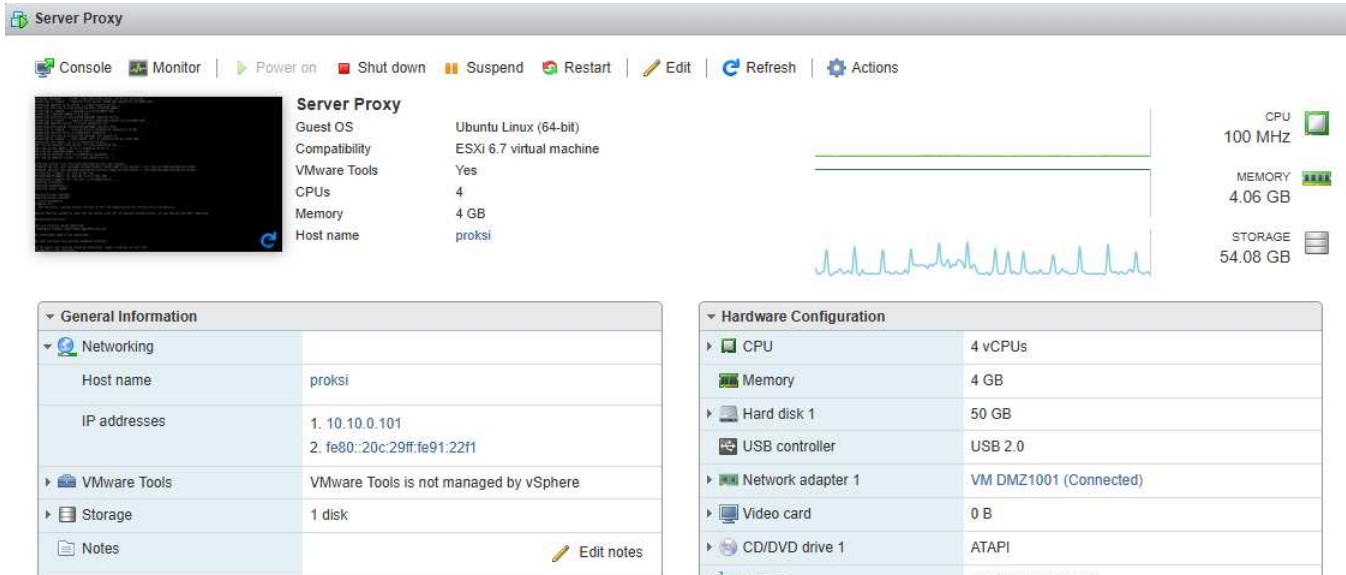 Server Proxy
Console Monitor Power on Shut down Suspend Restart Edit Refresh Actions
Server Proxy
Guest OS Ubuntu Linux (64-bit)
Compatibility ESXi 6.7 virtual machine
VMware Tools Yes
CPUs 4
Memory 4 GB
Host name proksi
CPU
100 MHz
MEMORY
4.06 GB
STORAGE
54.08 GB
General Information
Networking
Host name proksi
IP addresses 1. 10.10.0.101
2. fe80::20c:29ff:fe91:22f1
VMware Tools VMware Tools is not managed by vSphere
Storage 1 disk
Notes Edit notes
Hardware Configuration
CPU 4 vCPUs
Memory 4 GB
Hard disk 1 50 GB
USB controller USB 2.0
Network adapter 1 VM DMZ1001 (Connected)
Video card 0 B
CD/DVD drive 1 ATAPI